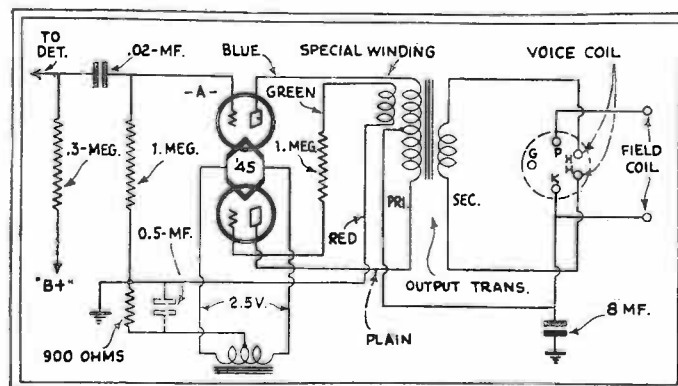 TO
DET.
.02-MF.
BLUE
SPECIAL WINDING
VOICE COIL
-A-
GREEN
.3-MEG.
1. MEG.
'45
1. MEG.
G
P
H
H
K
FIELD
COIL
PRI.
SEC.
RED
0.5-MF.
"B+"
2.5V.
OUTPUT TRANS.
900 OHMS
PLAIN
8 MF.